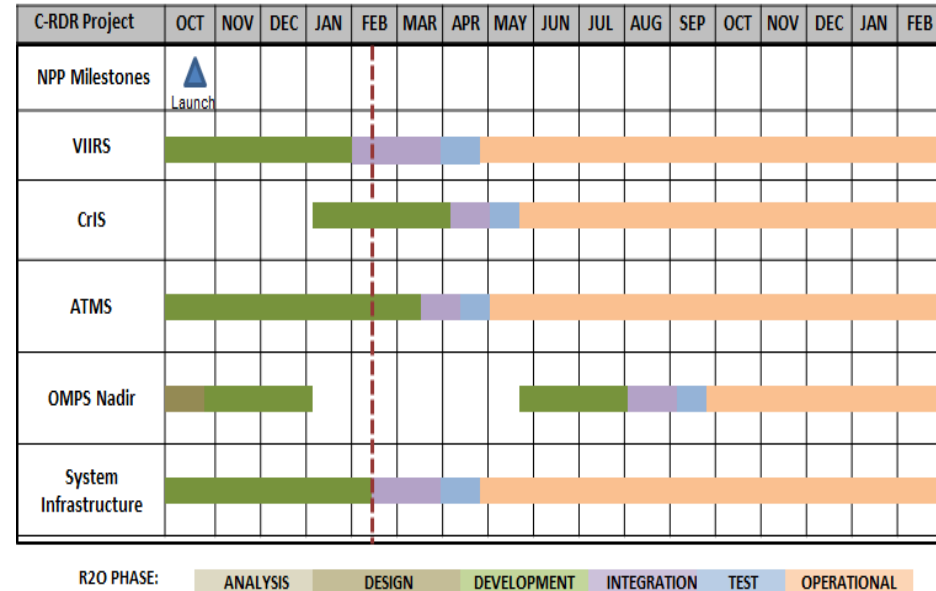 C-RDR Project OCT NOV DEC JAN FEB MAR APR MAY JUN JUL AUG SEP OCT NOV DEC JAN FEB
NPP Milestones
Launch
VIIRS
CrIS
ATMS
OMPS Nadir
System
Infrastructure
R2O PHASE: ANALYSIS DESIGN DEVELOPMENT INTEGRATION TEST OPERATIONAL